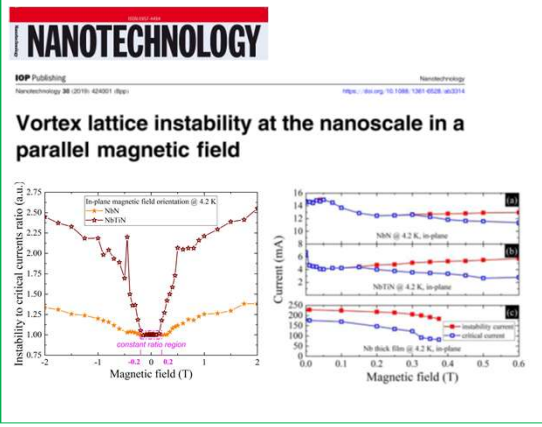 NANOTECHNOLOGY
IOP Publishing
Nanotechnology
Nanotechnology 30 (2019) 424001 (8pp)
Vortex lattice instability at the nanoscale in a
parallel magnetic field
Instability to critical currents ratio (a.u.)
2.75
2.50
2.25
2.00
1.75
1.50
1.25
1.00
0.75
In-plane magnetic field orientation @ 4.2 K
NbN
NbTiN
constant ratio region
-2
-1
-0.2
0
0.2
1
2
Magnetic field (T)
Current (mA)
16
14
12
10
8
(a)
NbN @ 4.2 K, in-plane
6
4
2
(b)
NbTiN @ 4.2 K, in-plane
250
200
150
100
50
0
(c)
instability current
critical current
Nb thick film @ 4.2 K, in-plane
0.0
0.1
0.2
0.3
0.4
0.5
0.6
Magnetic field (T)